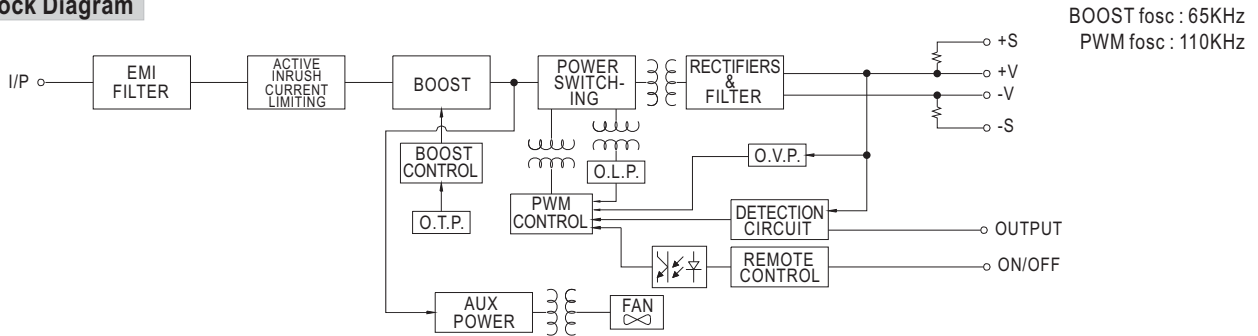 ock Diagram
BOOST fosc : 65KHz
PWM fosc : 110KHz
I/P
EMI
FILTER
ACTIVE
INRUSH
CURRENT
LIMITING
BOOST
POWER
SWITCH-
ING
RECTIFIERS
&
FILTER
+S
+V
-V
-S
BOOST
CONTROL
O.T.P.
O.L.P.
O.V.P.
PWM
CONTROL
DETECTION
CIRCUIT
OUTPUT
REMOTE
CONTROL
ON/OFF
AUX
POWER
FAN